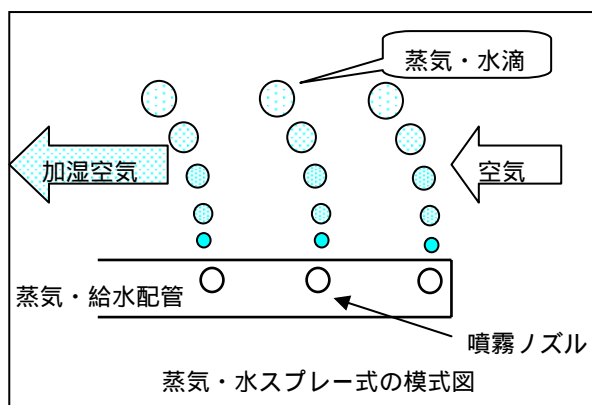 蒸気・水滴
加湿空気
空気
蒸気・給水配管
噴霧ノズル
蒸気・水スプレー式の模式図